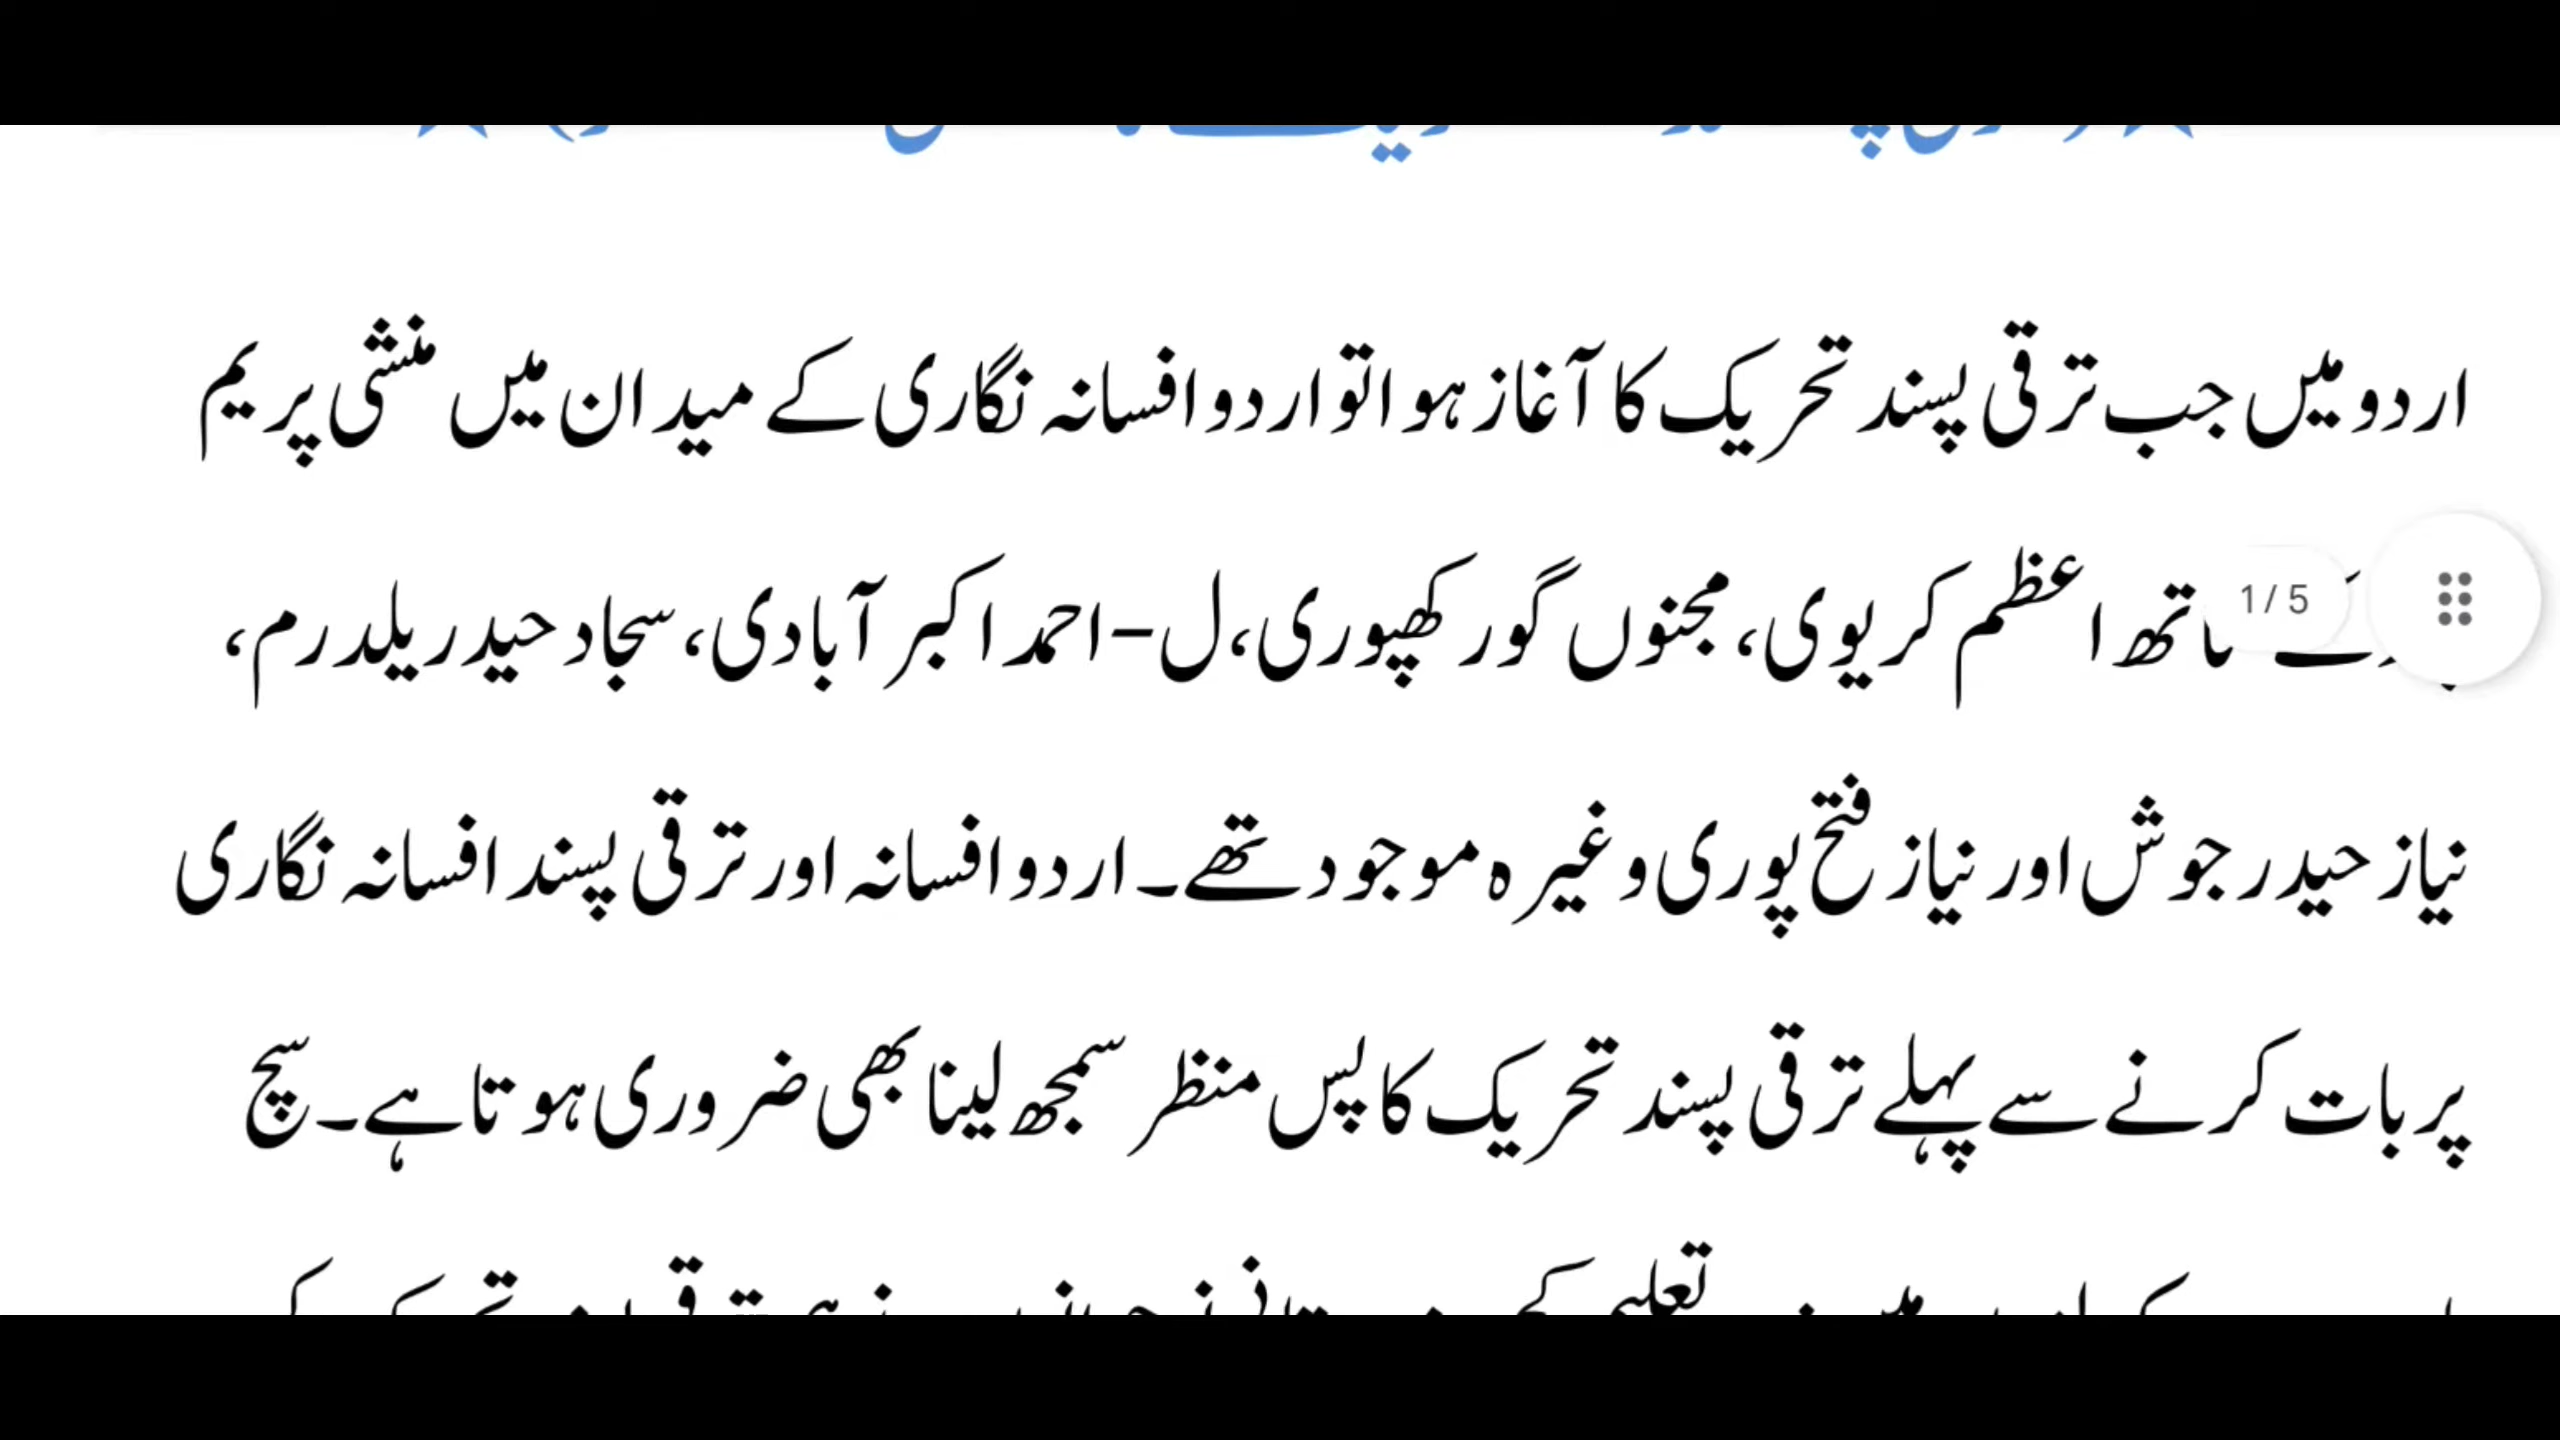 اردو میں جب ترقی پسند تحریک کا آغاز ہوا تو اردو افسانہ نگاری کے میدان میں منشی پریم
اعظم کریوی، مجنوں گورکھپوری، ل-احمد اکبر آبادی، سجاد حیدر یلدرم،
1 / 5
نیاز حیدر جوش اور نیاز فتح پوری وغیرہ موجود تھے۔ اردو افسانہ اور ترقی پسند افسانہ نگاری
پر بات کرنے سے پہلے ترقی پسند تحریک کا پس منظر سمجھ لینا بھی ضروری ہوتا ہے۔ سچ